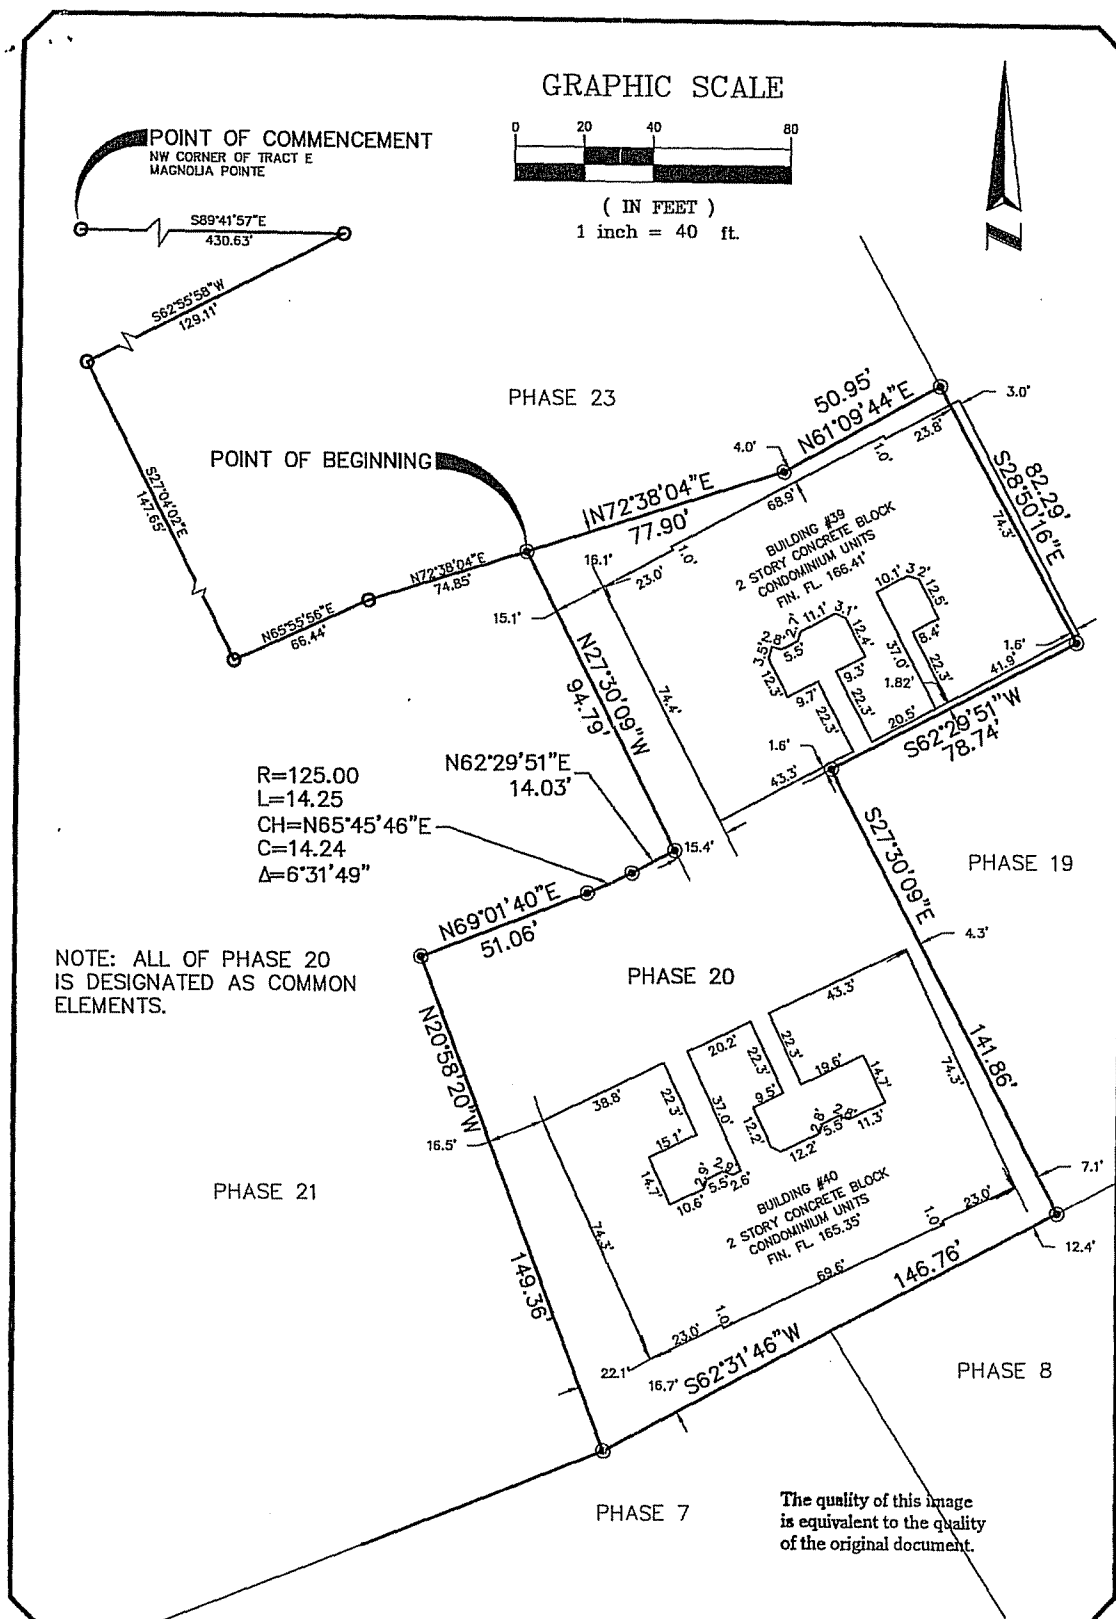 GRAPHIC SCALE
0 20 40 80
( IN FEET )
1 inch = 40 ft.
POINT OF COMMENCEMENT
NW CORNER OF TRACT E
MAGNOLIA POINTE
S89°41'57"E
430.63'
S62°55'58"W
129.11'
S27°04'02"E
147.65'
N65°55'56"E
66.44'
N72°38'04"E
74.85'
PHASE 23
POINT OF BEGINNING
N72°38'04"E
77.90'
50.95'
N61°09'44"E
4.0'
3.0'
23.8'
1.0'
68.9'
1.0'
23.0'
16.1'
15.1'
82.29'
S28°50'16"E
74.3'
BUILDING #39
2 STORY CONCRETE BLOCK
CONDOMINIUM UNITS
FIN. FL. 166.41'
10.1'
3.2'
12.5'
8.4'
37.0'
22.3'
1.82'
11.1'
3.1'
12.4'
9.3'
22.3'
2.7'
2.8'
5.5'
3.5'
12.3'
9.7'
22.3'
20.5'
41.9'
1.6'
S62°29'51"W
78.74'
1.6'
43.3'
74.4'
N27°30'09"W
94.79'
N62°29'51"E
14.03'
R=125.00
L=14.25
CH=N65°45'46"E
C=14.24
Δ=6°31'49"
15.4'
N69°01'40"E
51.06'
S27°30'09"E
141.86'
PHASE 19
4.3'
NOTE: ALL OF PHASE 20
IS DESIGNATED AS COMMON
ELEMENTS.
PHASE 20
43.3'
20.2'
22.3'
22.3'
19.6'
14.7'
74.3'
38.8'
22.3'
37.0'
9.5'
12.2'
2.8'
5.5'
2.8'
11.3'
12.2'
15.1'
14.7'
10.6'
2.9'
5.5'
2.9'
2.6'
N20°58'20"W
149.36'
16.5'
PHASE 21
74.3'
BUILDING #40
2 STORY CONCRETE BLOCK
CONDOMINIUM UNITS
FIN. FL. 165.35'
23.0'
1.0'
69.6'
1.0'
23.0'
7.1'
12.4'
22.1'
16.7'
S62°31'46"W
146.76'
PHASE 8
PHASE 7
The quality of this image
is equivalent to the quality
of the original document.